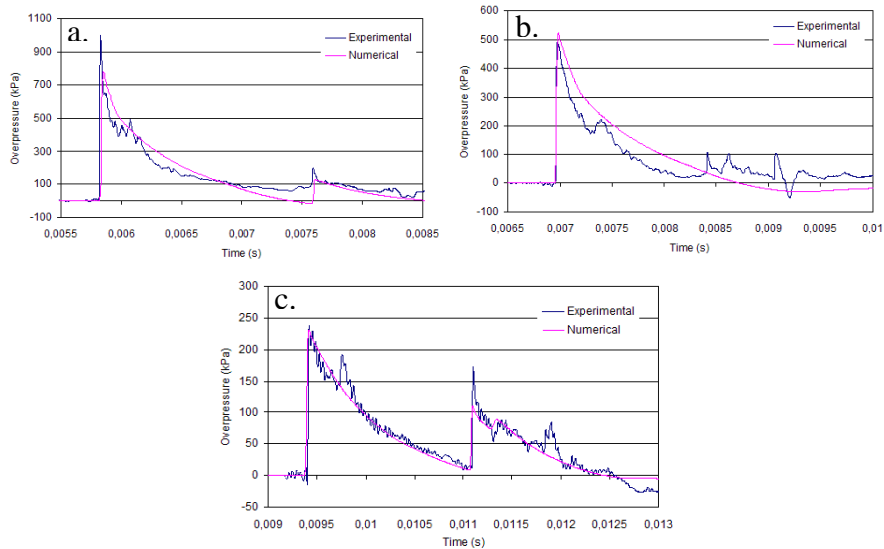 a.
1100
900
700
500
300
100
-100
Overpressure (kPa)
Experimental
Numerical
0,0055 0,006 0,0065 0,007 0,0075 0,008 0,0085
Time (s)
b.
600
500
400
300
200
100
0
-100
Overpressure (kPa)
Experimental
Numerical
0,0065 0,007 0,0075 0,008 0,0085 0,009 0,0095 0,01
Time (s)
c.
300
250
200
150
100
50
0
-50
Overpressure (kPa)
Experimental
Numerical
0,009 0,0095 0,01 0,0105 0,011 0,0115 0,012 0,0125 0,013
Time (s)